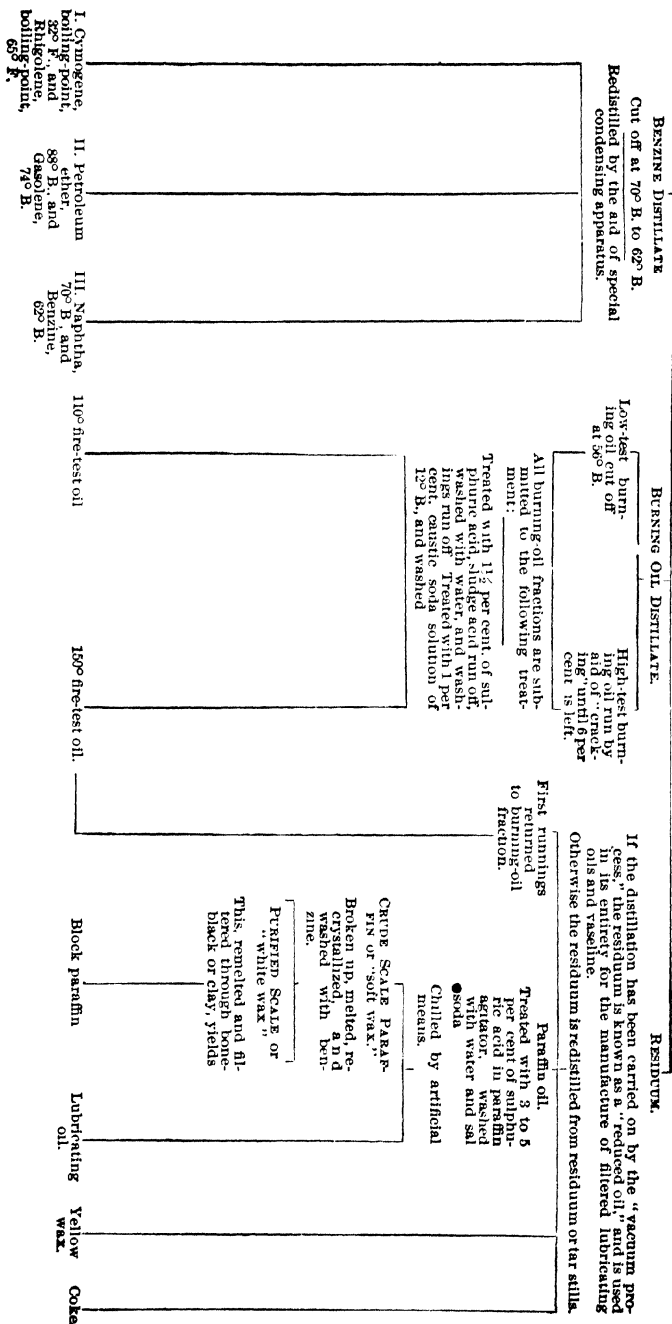 BENZINE DISTILLATE
Cut off at 70° B. to 62° B.
Redistilled by the aid of special
condensing apparatus.
I. Cymogene,
boiling-point,
32° F., and
Rhigolene,
boiling-point,
65° F.
II. Petroleum
ether,
88° B., and
Gasolene,
74° B.
III. Naphtha,
70° B, and
Benzine,
62° B.
BURNING OIL DISTILLATE.
Low-test burn-
ing oil cut off
at 56° B.
High-test burn-
ing oil run by
aid of "crack-
ing" until 6 per
cent is left.
All burning-oil fractions are sub-
mitted to the following treat-
ment:
Treated with 1½ per cent. of sul-
phuric acid, sludge acid run off,
washed with water, and wash-
ings run off Treated with 1 per
cent. caustic soda solution of
12° B., and washed
110° fire-test oil
150° fire-test oil.
RESIDUUM.
If the distillation has been carried on by the "vacuum pro-
cess," the residuum is known as a "reduced oil," and is used
in its entirety for the manufacture of filtered lubricating
oils and vaseline.
Otherwise the residuum is redistilled from residuum or tar stills.
First runnings
returned
to burning-oil
fraction.
Paraffin oil.
Treated with 3 to 5
per cent of sulphu-
ric acid in paraffin
agitator, washed
with water and sal
soda
Chilled by artificial
means.
CRUDE SCALE PARAF-
FIN or "soft wax."
Broken up, melted, re-
crystallized, and
washed with ben-
zine.
PURIFIED SCALE or
"white wax"
This, remelted and fil-
tered through bone-
black or clay, yields
Block paraffin
Lubricating
oil.
Yellow
wax.
Coke